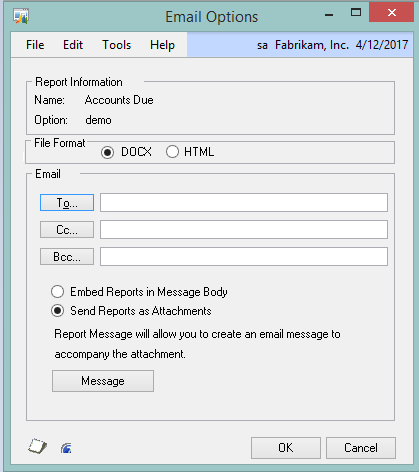 Email Options
File Edit Tools Help sa Fabrikam, Inc. 4/12/2017
Report Information
Name: Accounts Due
Option: demo
File Format DOCX HTML
Email
To...
Cc...
Bcc...
Embed Reports in Message Body
Send Reports as Attachments
Report Message will allow you to create an email message to
accompany the attachment.
Message
OK Cancel